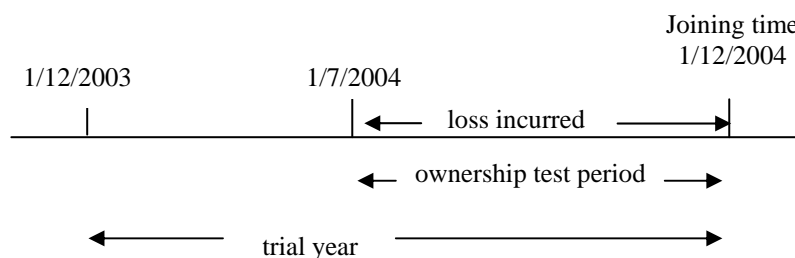 Joining time
1/12/2004
1/12/2003
1/7/2004
loss incurred
ownership test period
trial year